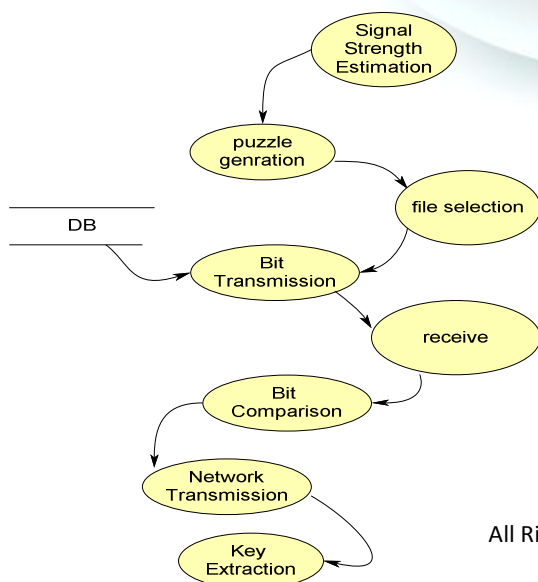 Signal
Strength
Estimation
puzzle
genration
file selection
DB
Bit
Transmission
receive
Bit
Comparison
Network
Transmission
Key
Extraction
All Ri